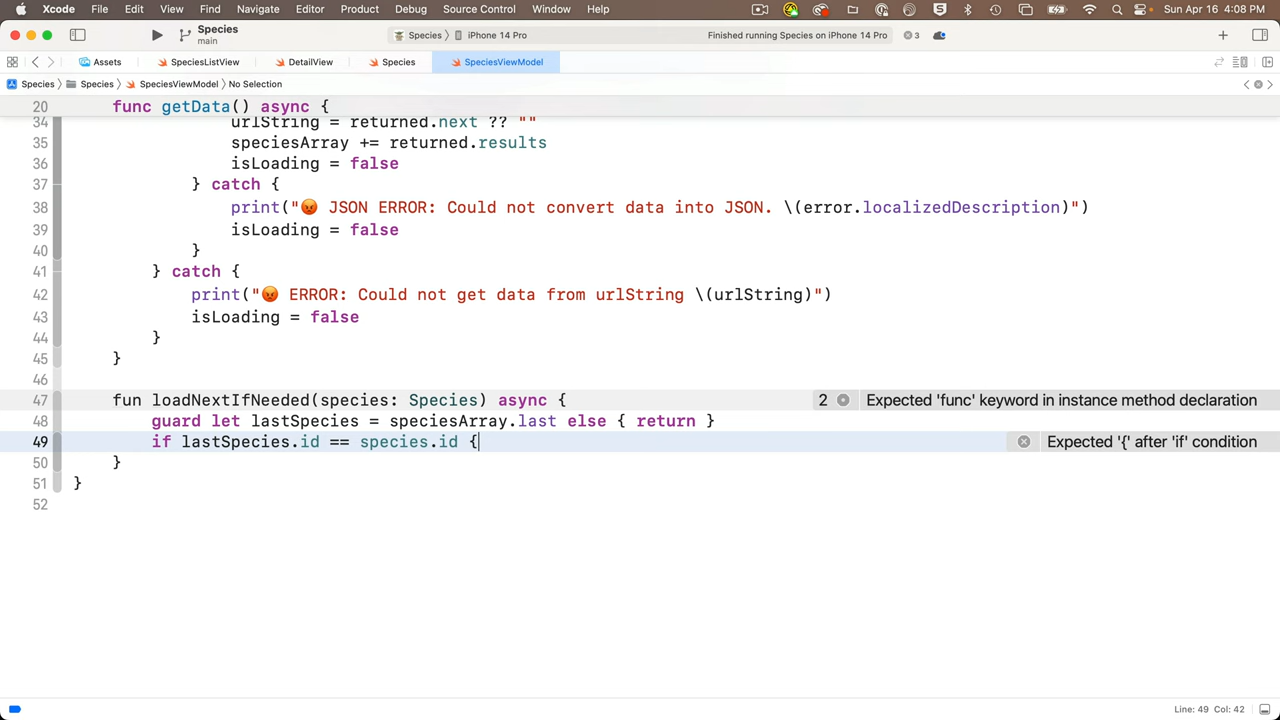 Xcode File Edit View Find Navigate Editor Product Debug Source Control Window Help Sun Apr 16 4:08 PM
Species
main
Species iPhone 14 Pro Finished running Species on iPhone 14 Pro 3
Assets SpeciesListView DetailView Species SpeciesViewModel
Species Species SpeciesViewModel No Selection
20 func getData() async {
34 urlString = returned.next ?? ""
35 speciesArray += returned.results
36 isLoading = false
37 } catch {
38 print("😡 JSON ERROR: Could not convert data into JSON. \(error.localizedDescription)")
39 isLoading = false
40 }
41 } catch {
42 print("😡 ERROR: Could not get data from urlString \(urlString)")
43 isLoading = false
44 }
45 }
46
47 fun loadNextIfNeeded(species: Species) async { 2 Expected 'func' keyword in instance method declaration
48 guard let lastSpecies = speciesArray.last else { return }
49 if lastSpecies.id == species.id { Expected '{' after 'if' condition
50 }
51 }
52
Line: 49 Col: 42